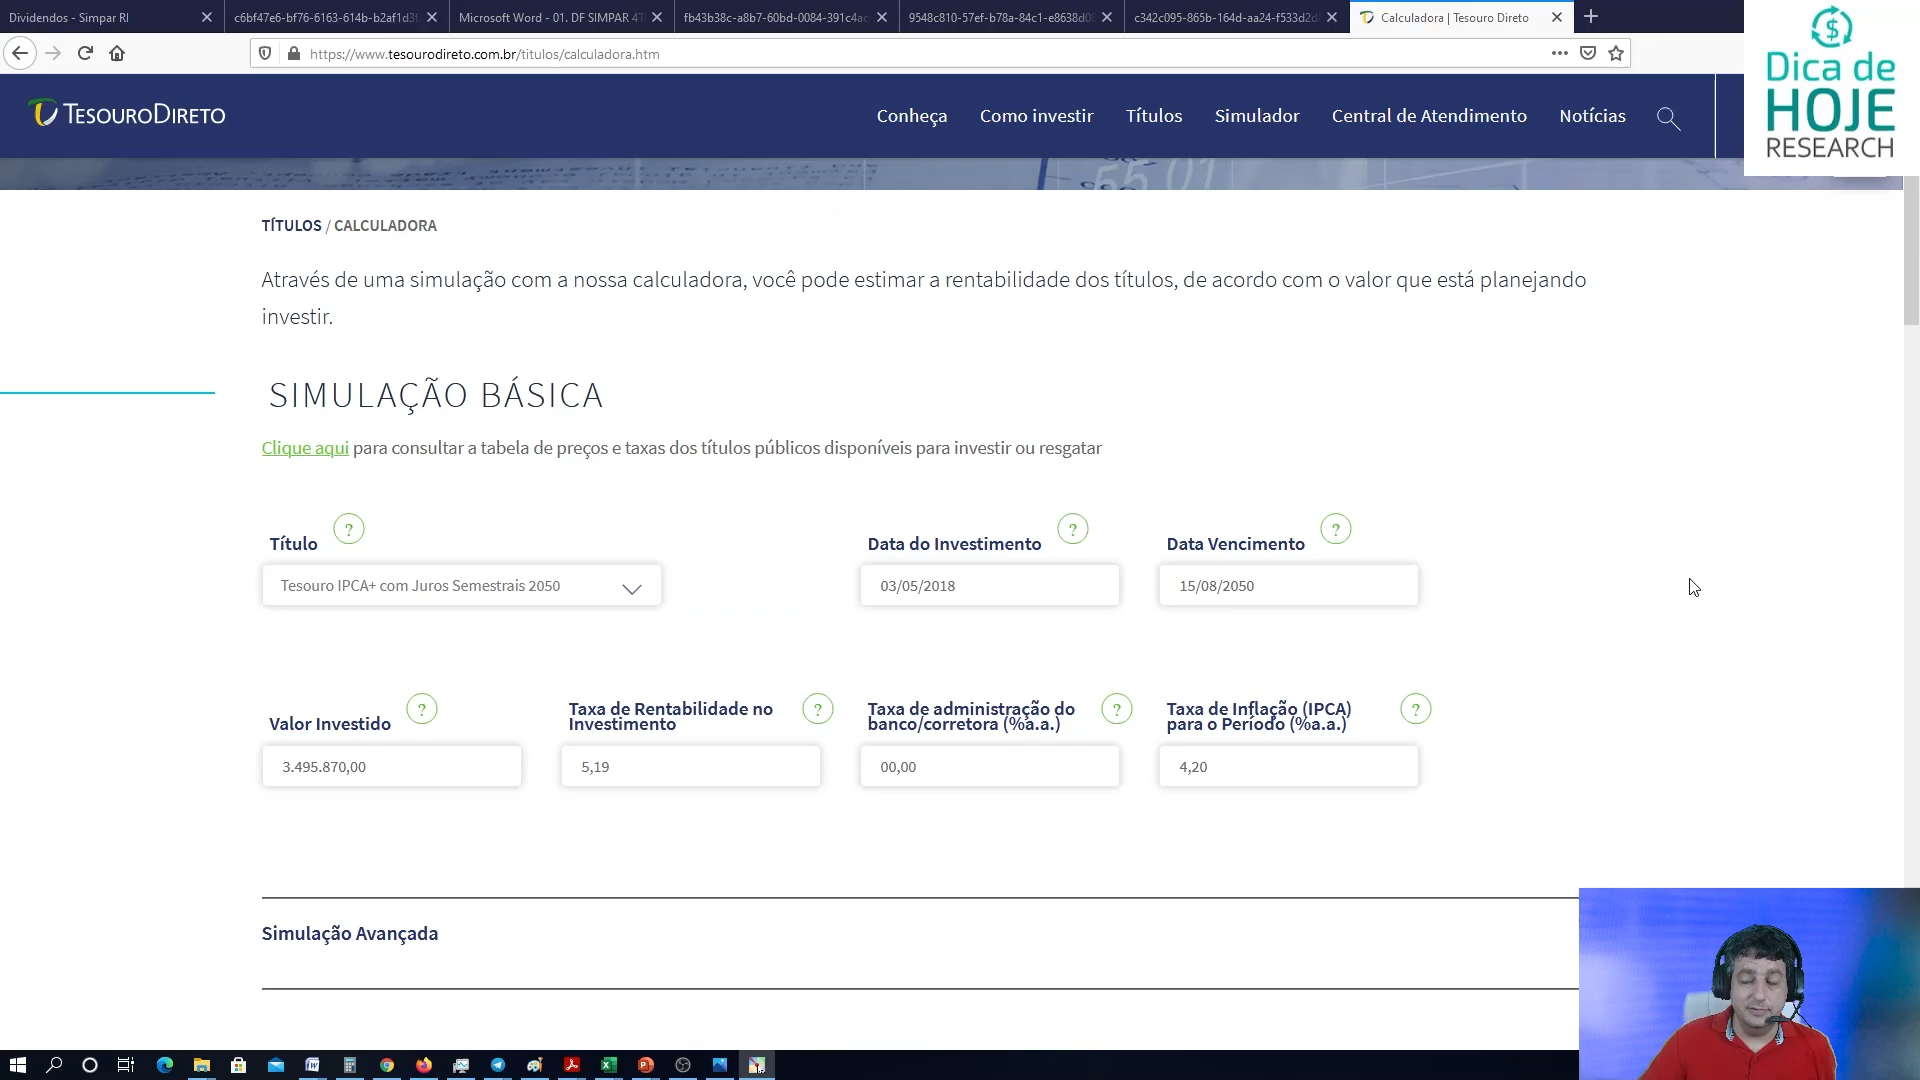 Dividendos - Simpar RI
c6bf47e6-bf76-6163-614b-b2af1d3f
Microsoft Word - 01. DF SIMPAR 4T
fb43b38c-a8b7-60bd-0084-391c4ac
9548c810-57ef-b78a-84c1-e8638d0
c342c095-865b-164d-aa24-f533d2d
Calculadora | Tesouro Direto
https://www.tesourodireto.com.br/titulos/calculadora.htm
Dica de
HOJE
RESEARCH
TESOURODIRETO
Conheça
Como investir
Títulos
Simulador
Central de Atendimento
Notícias
TÍTULOS / CALCULADORA
Através de uma simulação com a nossa calculadora, você pode estimar a rentabilidade dos títulos, de acordo com o valor que está planejando
investir.
SIMULAÇÃO BÁSICA
Clique aqui para consultar a tabela de preços e taxas dos títulos públicos disponíveis para investir ou resgatar
Título ?
Data do Investimento ?
Data Vencimento ?
Tesouro IPCA+ com Juros Semestrais 2050
03/05/2018
15/08/2050
Valor Investido ?
Taxa de Rentabilidade no
Investimento ?
Taxa de administração do
banco/corretora (%a.a.) ?
Taxa de Inflação (IPCA)
para o Período (%a.a.) ?
3.495.870,00
5,19
00,00
4,20
Simulação Avançada